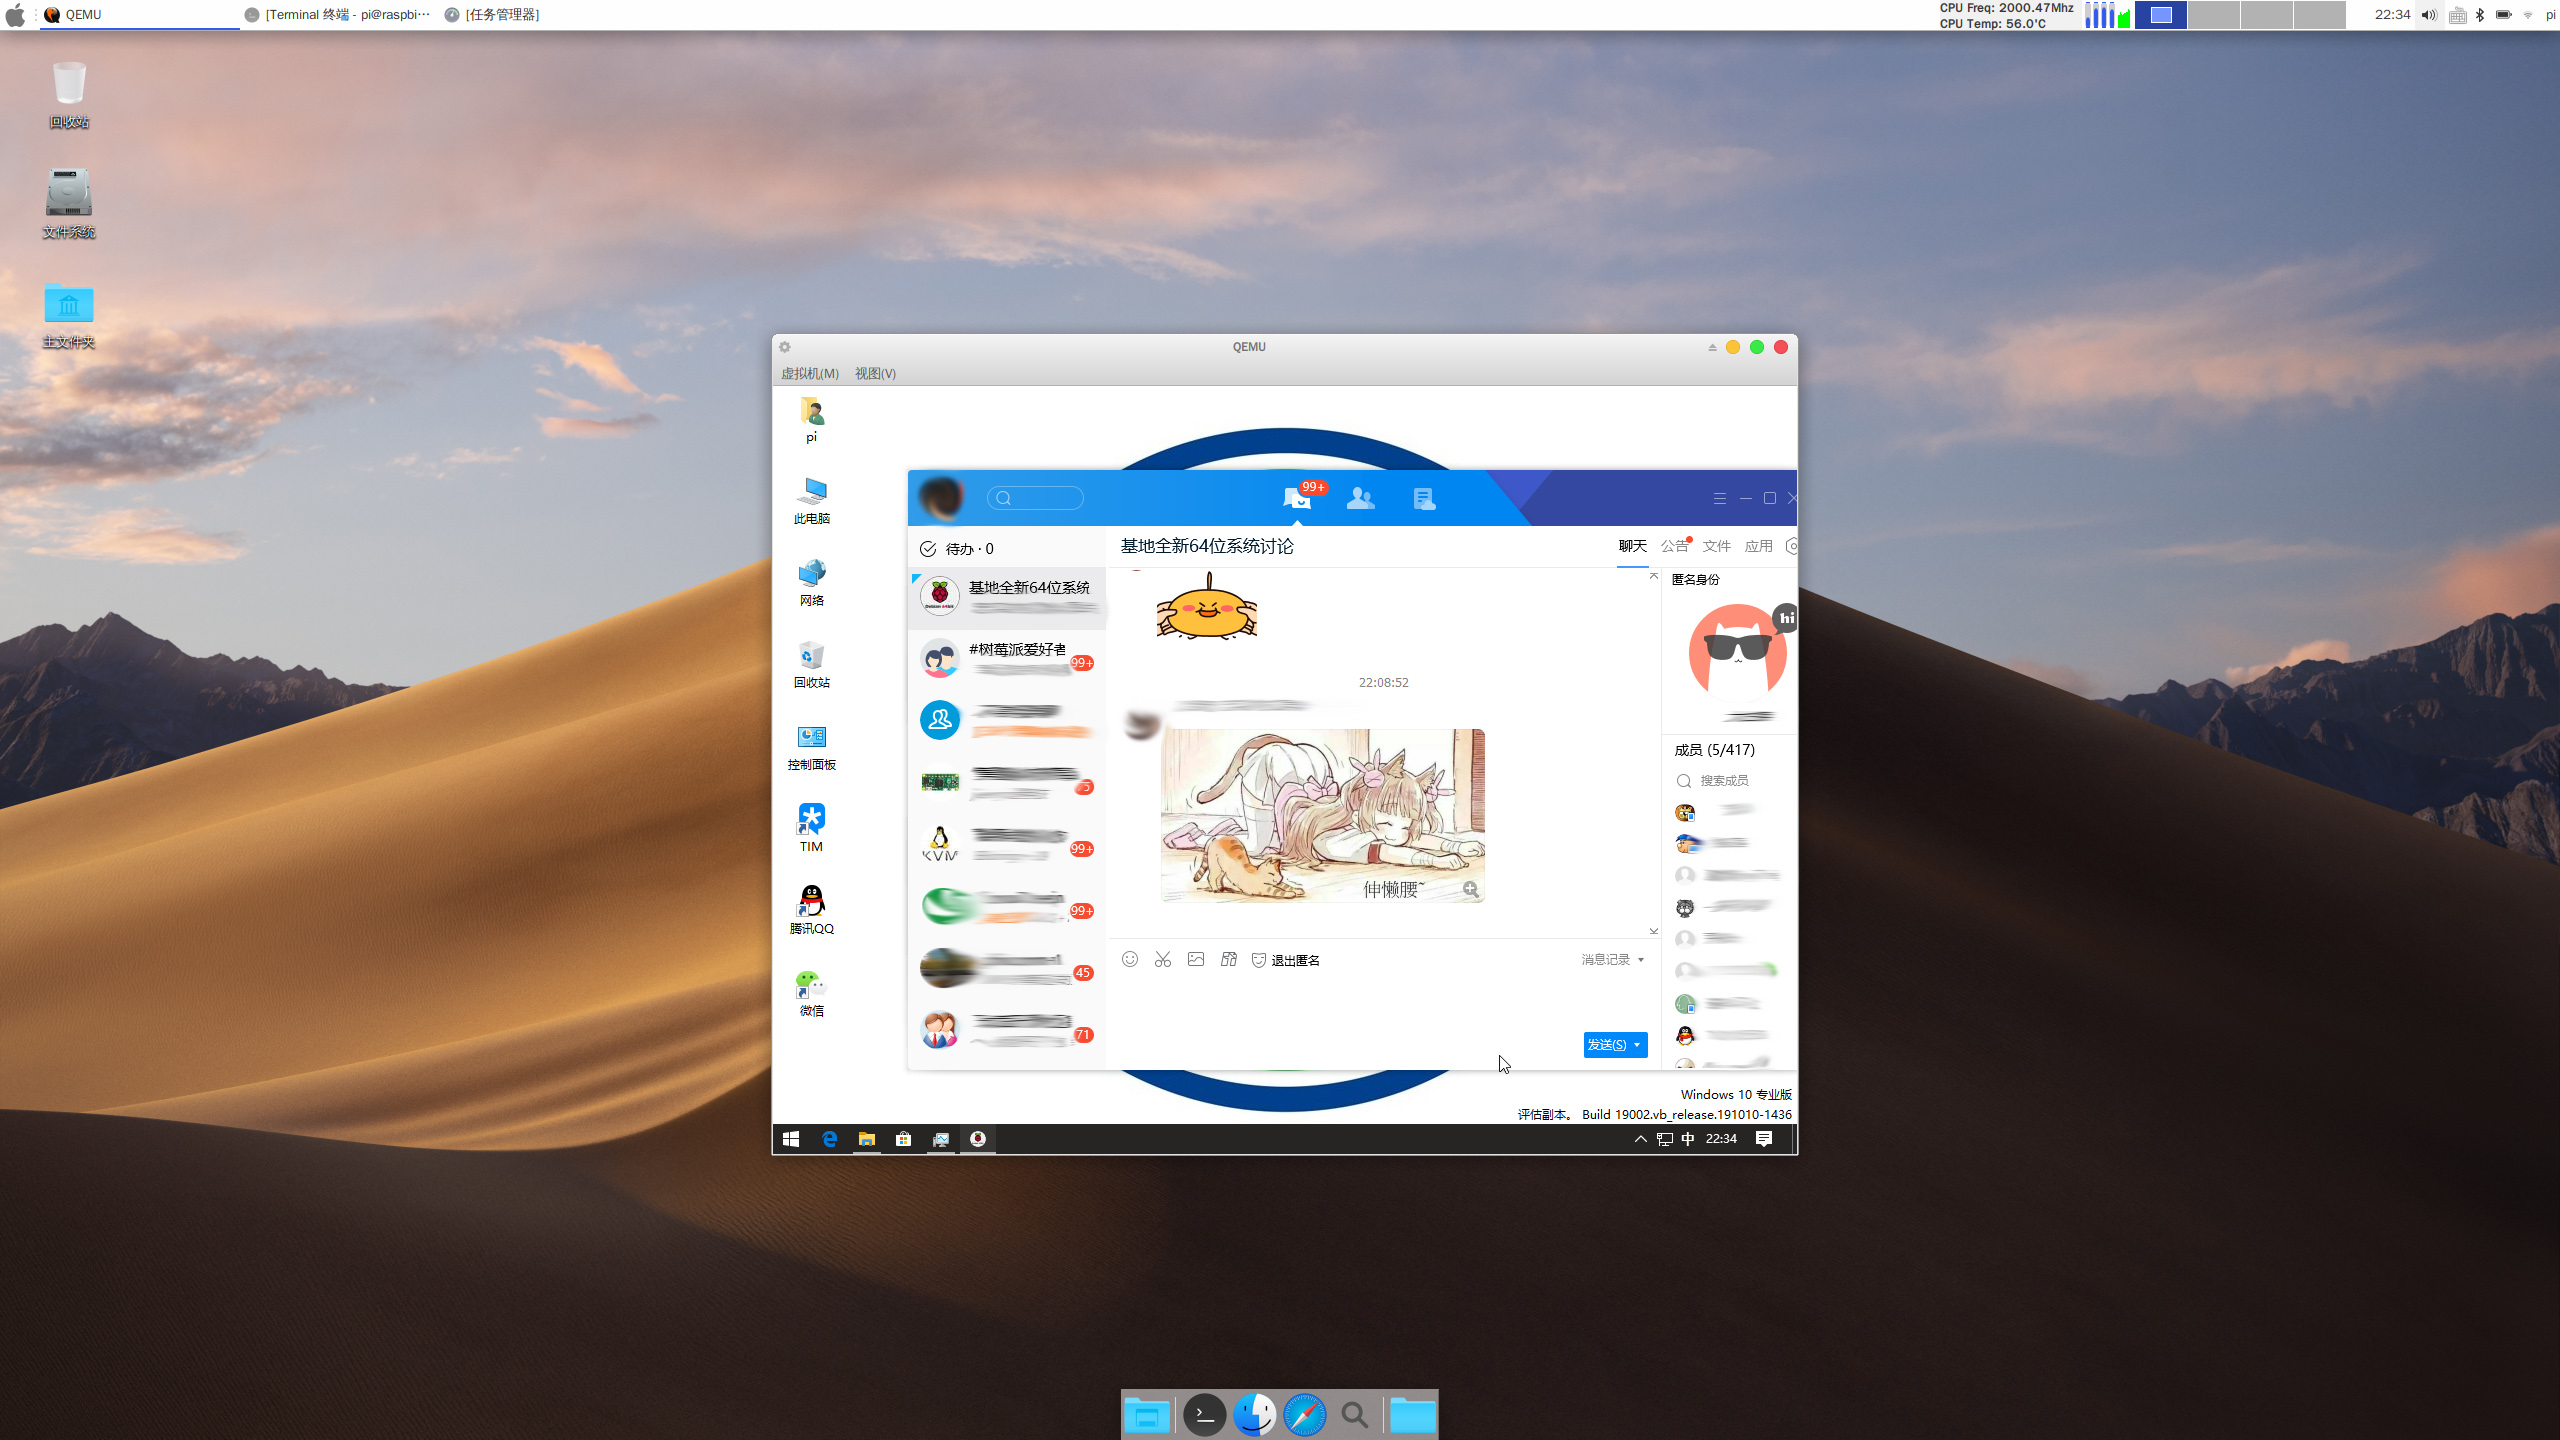 QEMU
[Terminal 终端 - pi@raspbi…
[任务管理器]
CPU Freq: 2000.47Mhz
CPU Temp: 56.0'C
22:34
pi
回收站
文件系统
主文件夹
QEMU
虚拟机(M)
视图(V)
pi
此电脑
网络
回收站
控制面板
TIM
腾讯QQ
微信
99+
待办 · 0
基地全新64位系统
#树莓派爱好者
99+
KVM
99+
99+
45
71
基地全新64位系统讨论
聊天
公告
文件
应用
22:08:52
伸懒腰~
退出匿名
消息记录
发送(S)
匿名身份
hi
成员 (5/417)
搜索成员
Windows 10 专业版
评估副本。 Build 19002.vb_release.191010-1436
中
22:34